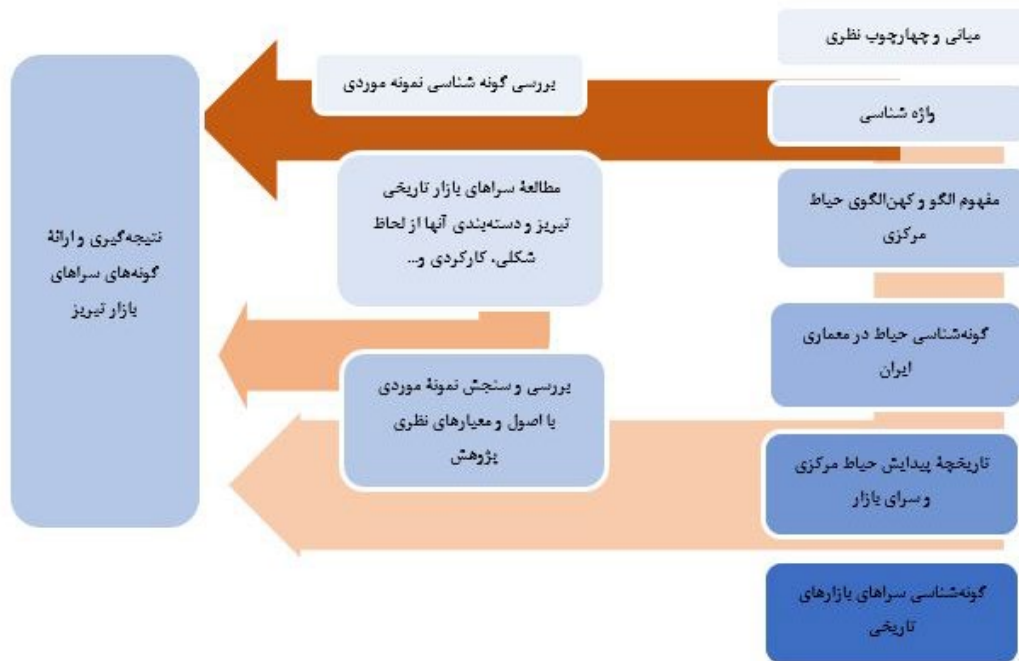 مبانی و چهارچوب نظری
واژه شناسی
مفهوم الگو و کهن‌الگوی حیاط
مرکزی
گونه‌شناسی حیاط در معماری
ایران
تاریخچهٔ پیدایش حیاط مرکزی
و سرای بازار
گونه‌شناسی سراهای بازارهای
تاریخی
بررسی گونه شناسی نمونه موردی
مطالعهٔ سراهای بازار تاریخی
تبریز و دسته‌بندی آنها از لحاظ
شکلی، کارکردی و...
بررسی و سنجش نمونهٔ موردی
با اصول و معیارهای نظری
پژوهش
نتیجه‌گیری و ارائهٔ
گونه‌های سراهای
بازار تبریز